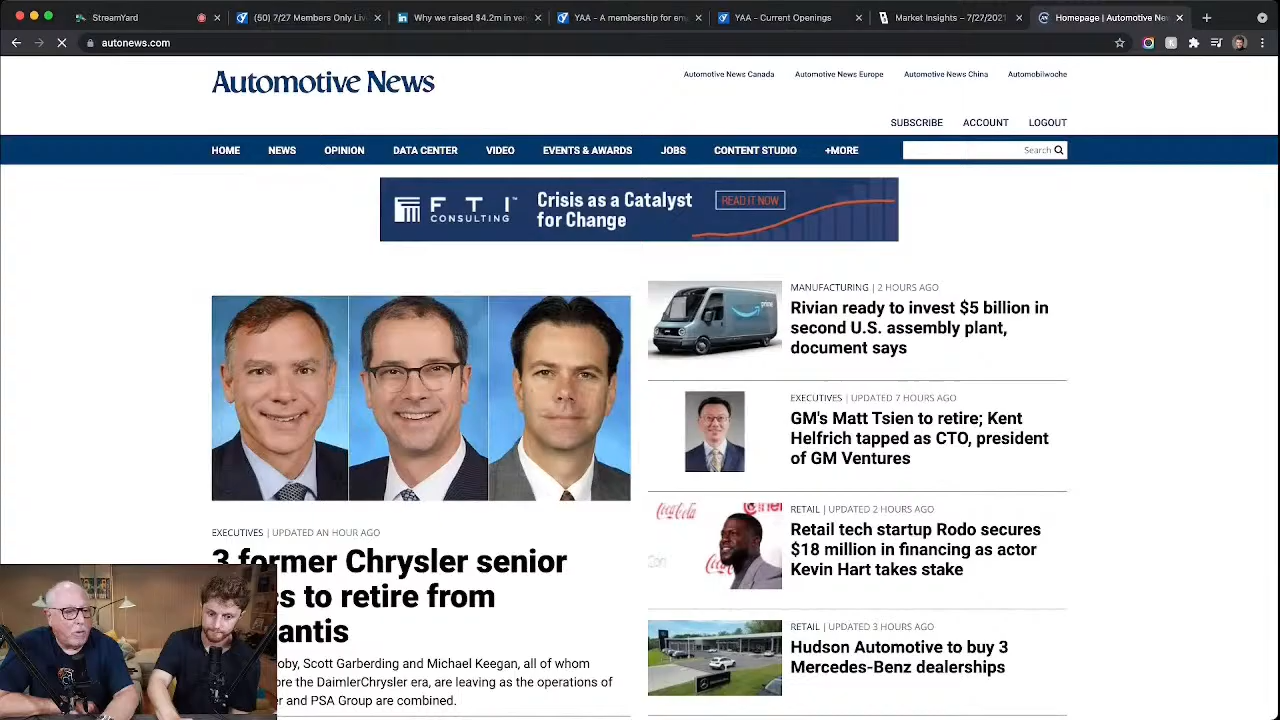 StreamYard
(50) 7/27 Members Only Liv
Why we raised $4.2m in ve
YAA - A membership for en
YAA - Current Openings
Market Insights – 7/27/2021
Homepage | Automotive Ne
autonews.com
Automotive News
Automotive News Canada
Automotive News Europe
Automotive News China
Automobilwoche
SUBSCRIBE
ACCOUNT
LOGOUT
HOME
NEWS
OPINION
DATA CENTER
VIDEO
EVENTS & AWARDS
JOBS
CONTENT STUDIO
+MORE
Search
FTI™
CONSULTING
Crisis as a Catalyst
for Change
READ IT NOW
EXECUTIVES | UPDATED AN HOUR AGO
3 former Chrysler senior
s to retire from
antis
oby, Scott Garberding and Michael Keegan, all of whom
ore the DaimlerChrysler era, are leaving as the operations of
r and PSA Group are combined.
prime
MANUFACTURING | 2 HOURS AGO
Rivian ready to invest $5 billion in
second U.S. assembly plant,
document says
EXECUTIVES | UPDATED 7 HOURS AGO
GM's Matt Tsien to retire; Kent
Helfrich tapped as CTO, president
of GM Ventures
Coca-Cola
RETAIL | UPDATED 2 HOURS AGO
Retail tech startup Rodo secures
$18 million in financing as actor
Kevin Hart takes stake
RETAIL | UPDATED 3 HOURS AGO
Hudson Automotive to buy 3
Mercedes-Benz dealerships